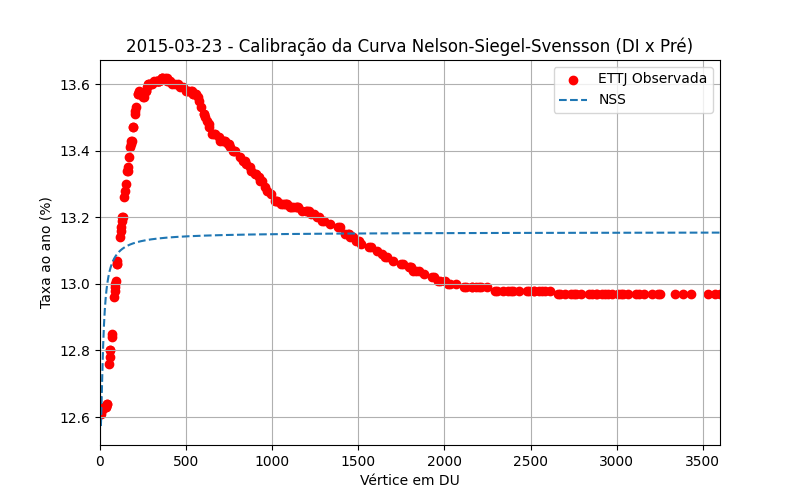 2015-03-23 - Calibração da Curva Nelson-Siegel-Svensson (DI x Pré)
ETTJ Observada
NSS
Taxa ao ano (%)
13.6
13.4
13.2
13.0
12.8
12.6
0 500 1000 1500 2000 2500 3000 3500
Vértice em DU